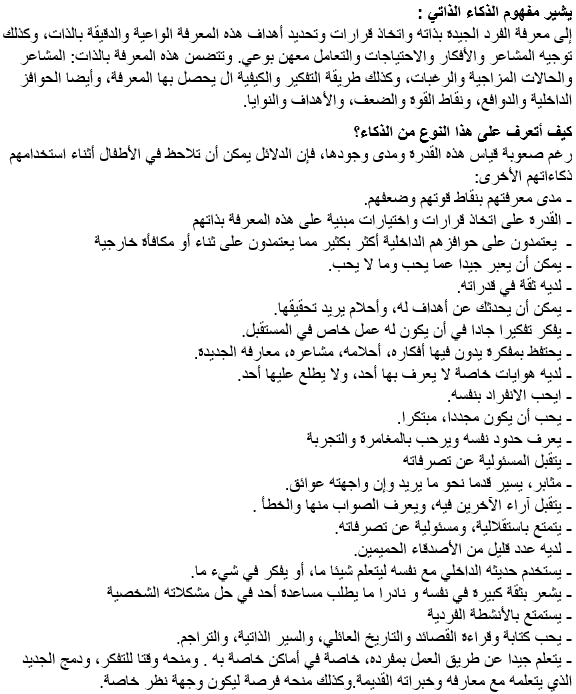 يشير مفهوم الذكاء الذاتي :
إلى معرفة الفرد الجيدة بذاته واتخاذ قرارات وتحديد أهداف هذه المعرفة الواعية والدقيقة بالذات، وكذلك
توجيه المشاعر والأفكار والاحتياجات والتعامل معهن بوعي. وتتضمن هذه المعرفة بالذات: المشاعر
والحالات المزاجية والرغبات، وكذلك طريقة التفكير والكيفية ال يحصل بها المعرفة، وأيضا الحوافز
الداخلية والدوافع، ونقاط القوة والضعف، والأهداف والنوايا.
كيف أتعرف على هذا النوع من الذكاء؟
رغم صعوبة قياس هذه القدرة ومدى وجودها، فإن الدلائل يمكن أن تلاحظ في الأطفال أثناء استخدامهم
ذكاءاتهم الأخرى:
- مدى معرفتهم بنقاط قوتهم وضعفهم.
- القدرة على اتخاذ قرارات واختيارات مبنية على هذه المعرفة بذاتهم
- يعتمدون على حوافزهم الداخلية أكثر بكثير مما يعتمدون على ثناء أو مكافأة خارجية
- يمكن أن يعبر جيدا عما يحب وما لا يحب.
- لديه ثقة في قدراته.
- يمكن أن يحدثك عن أهداف له، وأحلام يريد تحقيقها.
- يفكر تفكيرا جادا في أن يكون له عمل خاص في المستقبل.
- يحتفظ بمفكرة يدون فيها أفكاره، أحلامه، مشاعره، معارفه الجديدة.
- لديه هوايات خاصة لا يعرف بها أحد، ولا يطلع عليها أحد.
- ايحب الانفراد بنفسه.
- يحب أن يكون مجددا، مبتكرا.
- يعرف حدود نفسه ويرحب بالمغامرة والتجربة
- يتقبل المسئولية عن تصرفاته
- مثابر، يسير قدما نحو ما يريد وإن واجهته عوائق.
- يتقبل آراء الآخرين فيه، ويعرف الصواب منها والخطأ .
- يتمتع باستقلالية، ومسئولية عن تصرفاته.
- لديه عدد قليل من الأصدقاء الحميمين.
- يستخدم حديثه الداخلي مع نفسه ليتعلم شيئا ما، أو يفكر في شيء ما.
- يشعر بثقة كبيرة في نفسه و نادرا ما يطلب مساعدة أحد في حل مشكلاته الشخصية
- يستمتع بالأنشطة الفردية
- يحب كتابة وقراءة القصائد والتاريخ العائلي، والسير الذاتية، والتراجم.
- يتعلم جيدا عن طريق العمل بمفرده، خاصة في أماكن خاصة به . ومنحه وقتا للتفكر، ودمج الجديد
الذي يتعلمه مع معارفه وخبراته القديمة.وكذلك منحه فرصة ليكون وجهة نظر خاصة.